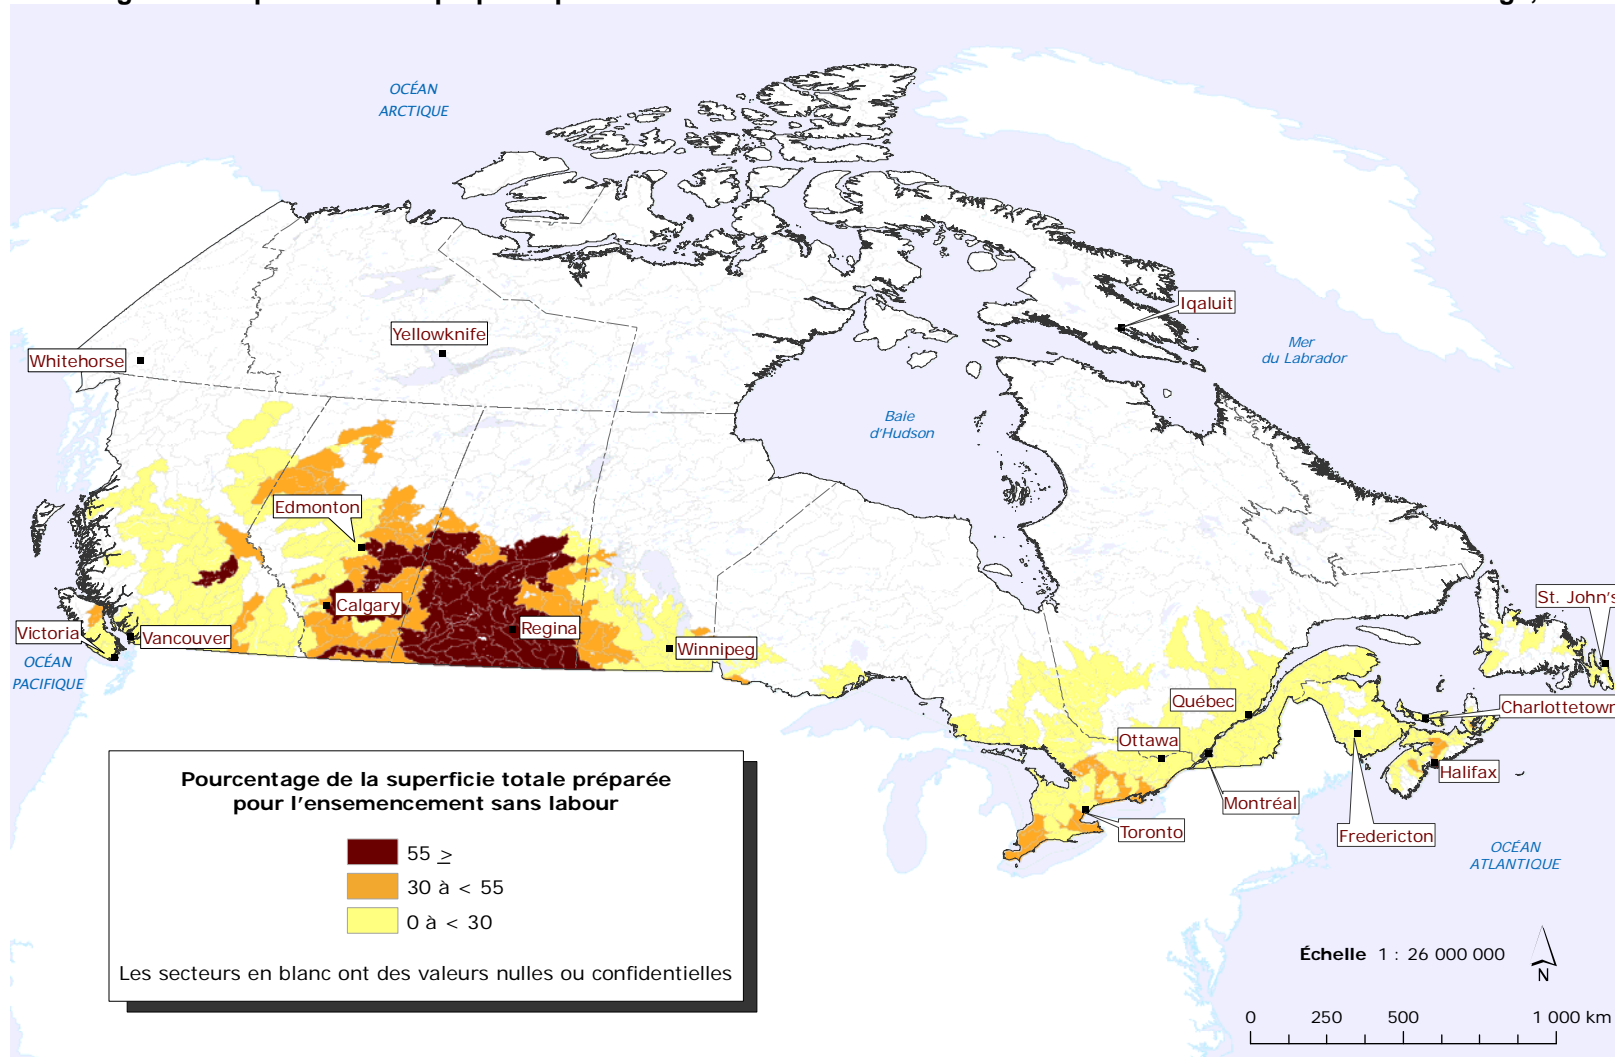 OCÉAN
ARCTIQUE
Iqaluit
Yellowknife
Whitehorse
Mer
du Labrador
Baie
d'Hudson
Edmonton
St. John's
Calgary
Regina
Victoria
Vancouver
Winnipeg
OCÉAN
PACIFIQUE
Québec
Charlottetown
Ottawa
Halifax
Montréal
Toronto
Fredericton
OCÉAN
ATLANTIQUE
Pourcentage de la superficie totale préparée
pour l'ensemencement sans labour
55 >
30 à < 55
0 à < 30
Les secteurs en blanc ont des valeurs nulles ou confidentielles
Échelle 1 : 26 000 000
N
0 250 500 1 000 km